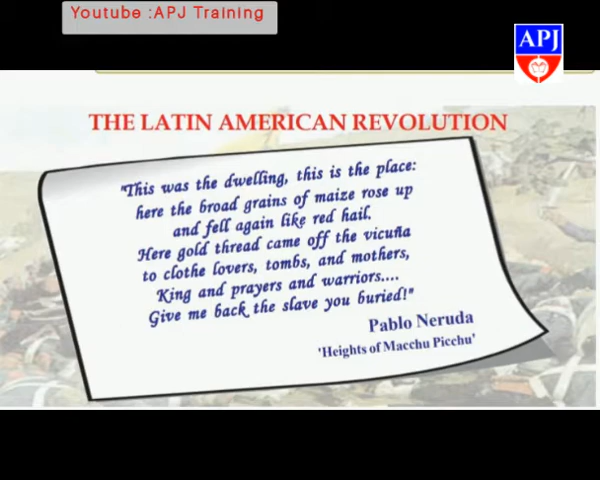 Youtube :APJ Training
APJ
THE LATIN AMERICAN REVOLUTION
"This was the dwelling, this is the place:
here the broad grains of maize rose up
and fell again like red hail.
Here gold thread came off the vicuña
to clothe lovers, tombs, and mothers,
King and prayers and warriors....
Give me back the slave you buried!"
Pablo Neruda
'Heights of Macchu Picchu'